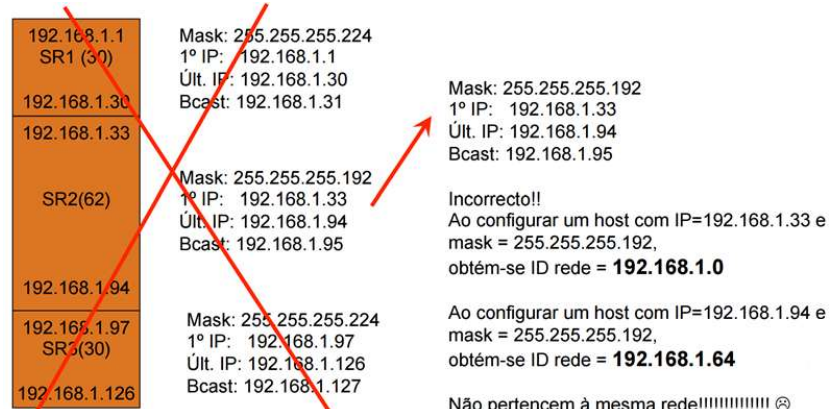 192.168.1.1
SR1 (30)
192.168.1.30
192.168.1.33
SR2(62)
192.168.1.94
192.168.1.97
SR3(30)
192.168.1.126
Mask: 255.255.255.224
1º IP: 192.168.1.1
Últ. IP: 192.168.1.30
Bcast: 192.168.1.31
Mask: 255.255.255.192
1º IP: 192.168.1.33
Últ. IP: 192.168.1.94
Bcast: 192.168.1.95
Mask: 255.255.255.224
1º IP: 192.168.1.97
Últ. IP: 192.168.1.126
Bcast: 192.168.1.127
Mask: 255.255.255.192
1º IP: 192.168.1.33
Últ. IP: 192.168.1.94
Bcast: 192.168.1.95
Incorrecto!!
Ao configurar um host com IP=192.168.1.33 e
mask = 255.255.255.192,
obtém-se ID rede = 192.168.1.0
Ao configurar um host com IP=192.168.1.94 e
mask = 255.255.255.192,
obtém-se ID rede = 192.168.1.64
Não pertencem à mesma rede!!!!!!!!!!!!!! ☹